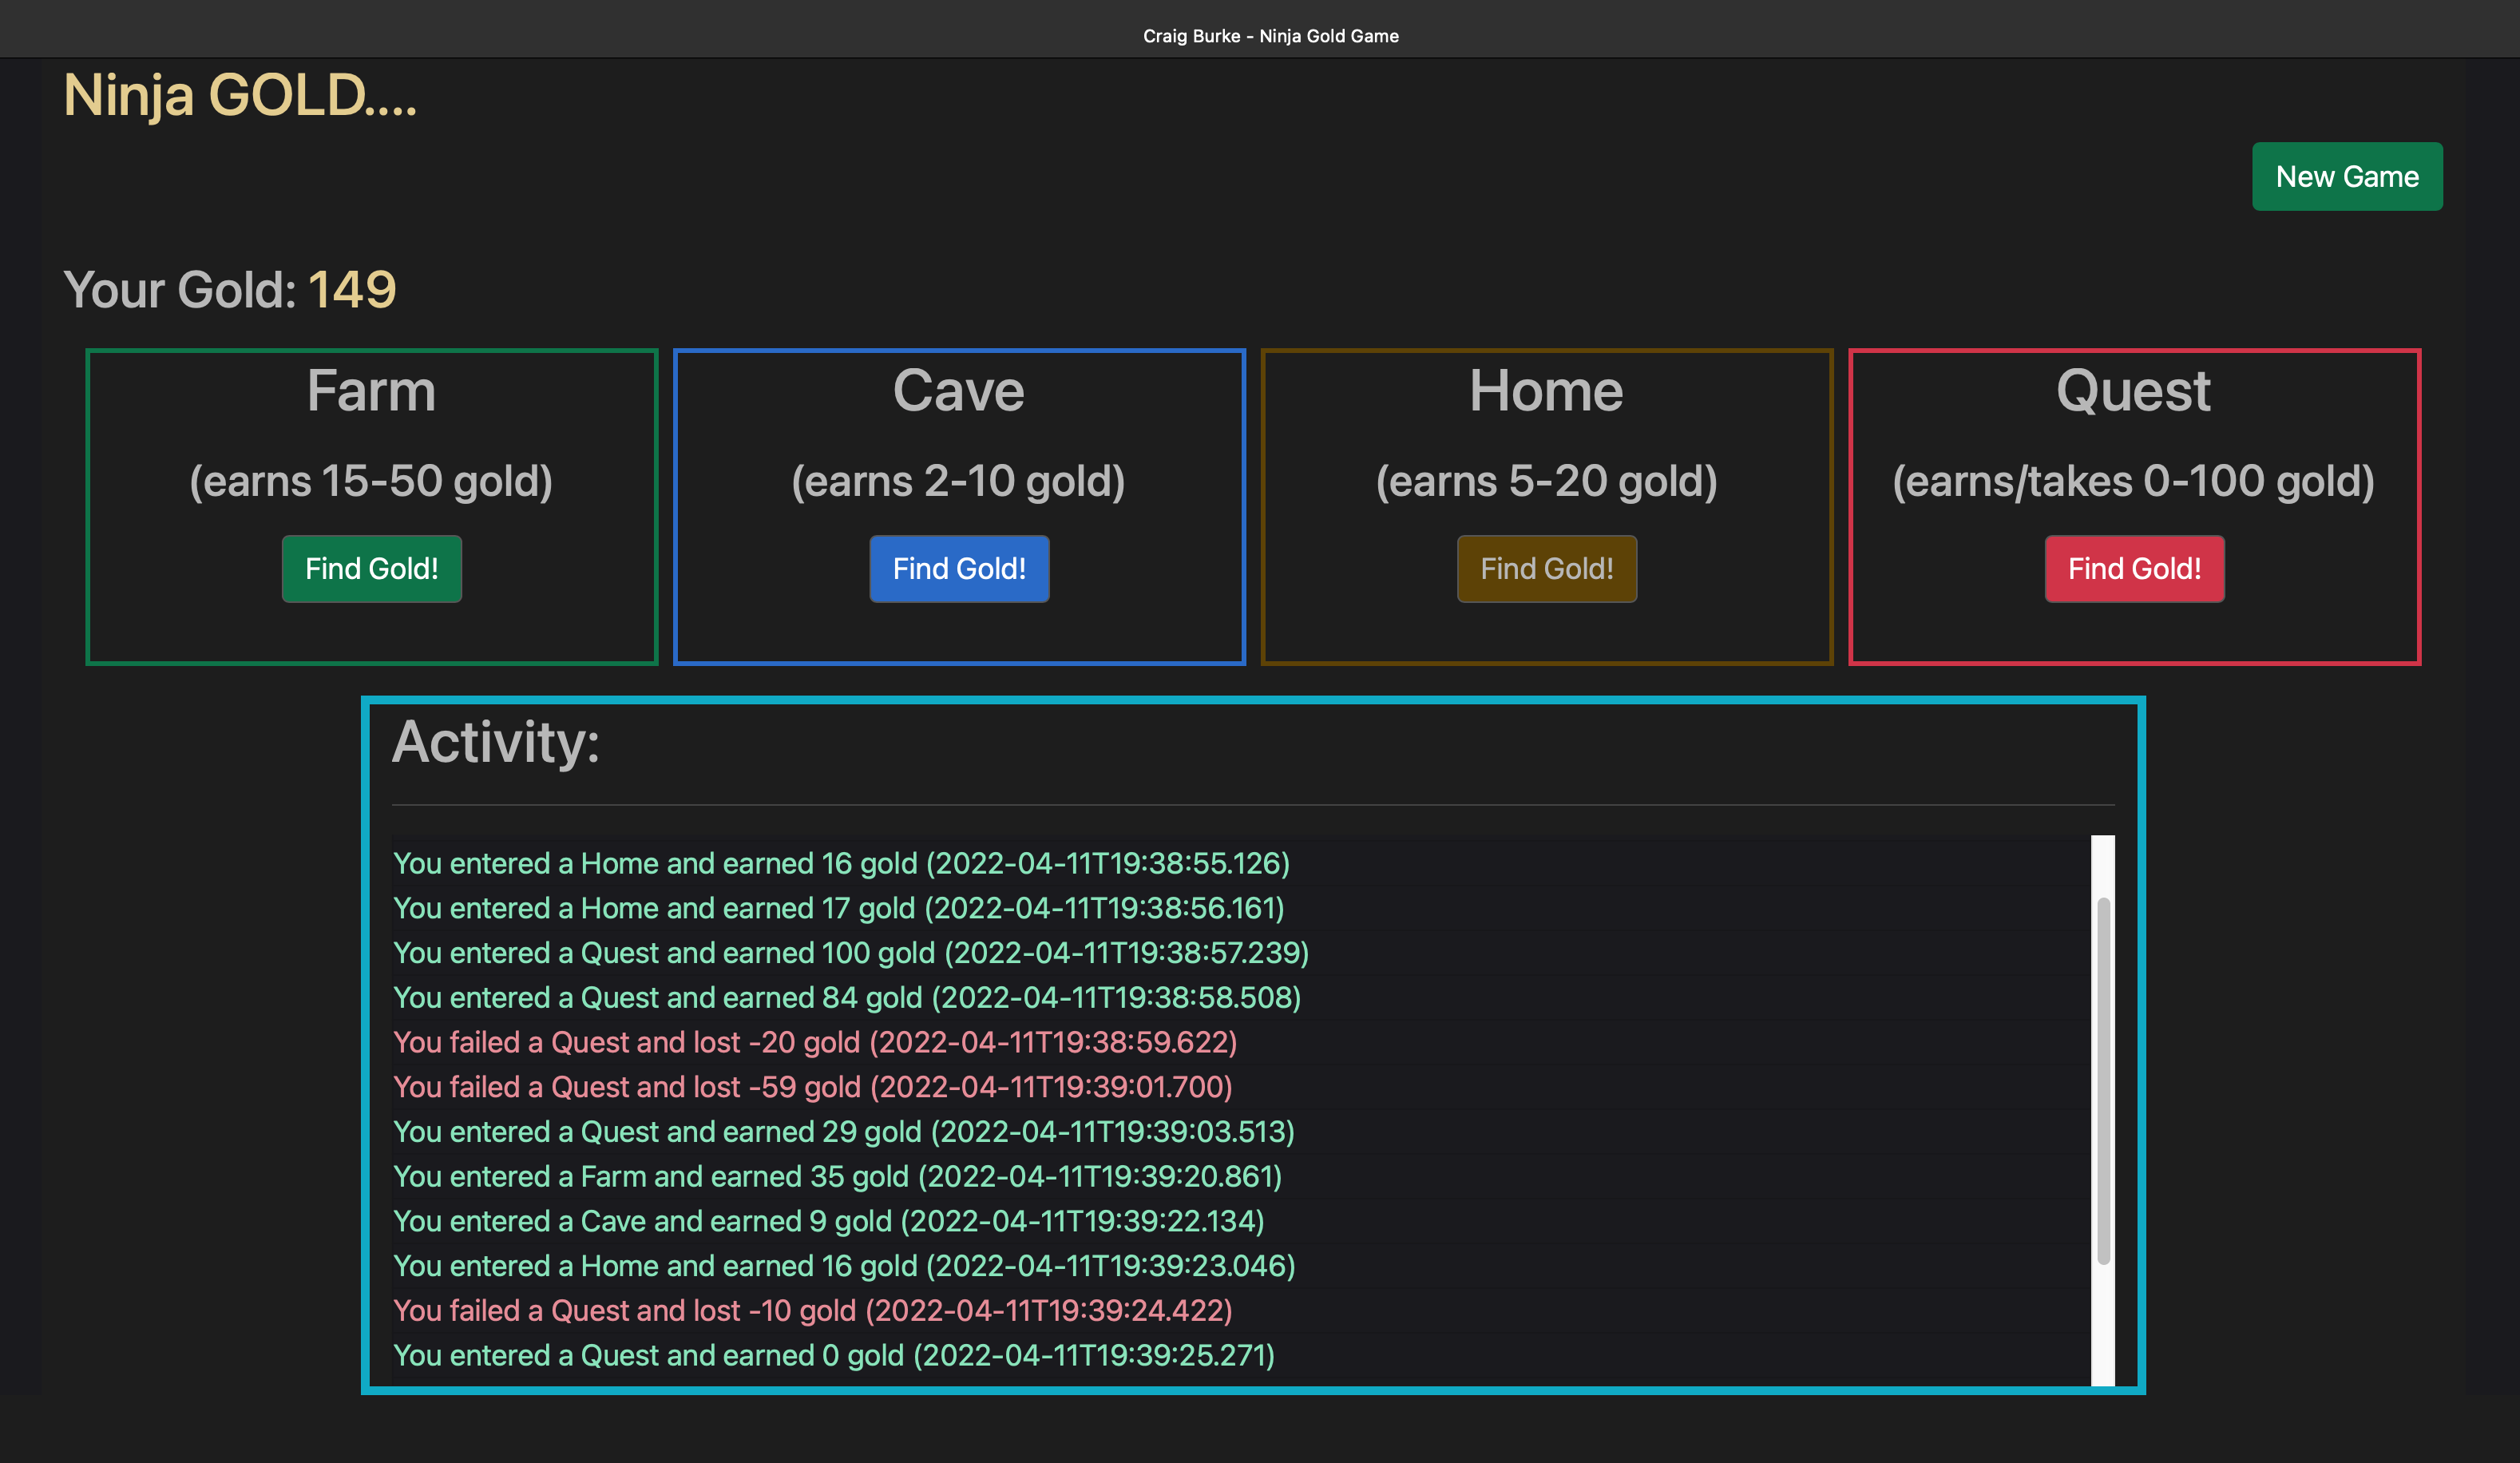 Craig Burke - Ninja Gold Game
Ninja GOLD....
New Game
Your Gold: 149
Farm
(earns 15-50 gold)
Find Gold!
Cave
(earns 2-10 gold)
Find Gold!
Home
(earns 5-20 gold)
Find Gold!
Quest
(earns/takes 0-100 gold)
Find Gold!
Activity:
You entered a Home and earned 16 gold (2022-04-11T19:38:55.126)
You entered a Home and earned 17 gold (2022-04-11T19:38:56.161)
You entered a Quest and earned 100 gold (2022-04-11T19:38:57.239)
You entered a Quest and earned 84 gold (2022-04-11T19:38:58.508)
You failed a Quest and lost -20 gold (2022-04-11T19:38:59.622)
You failed a Quest and lost -59 gold (2022-04-11T19:39:01.700)
You entered a Quest and earned 29 gold (2022-04-11T19:39:03.513)
You entered a Farm and earned 35 gold (2022-04-11T19:39:20.861)
You entered a Cave and earned 9 gold (2022-04-11T19:39:22.134)
You entered a Home and earned 16 gold (2022-04-11T19:39:23.046)
You failed a Quest and lost -10 gold (2022-04-11T19:39:24.422)
You entered a Quest and earned 0 gold (2022-04-11T19:39:25.271)